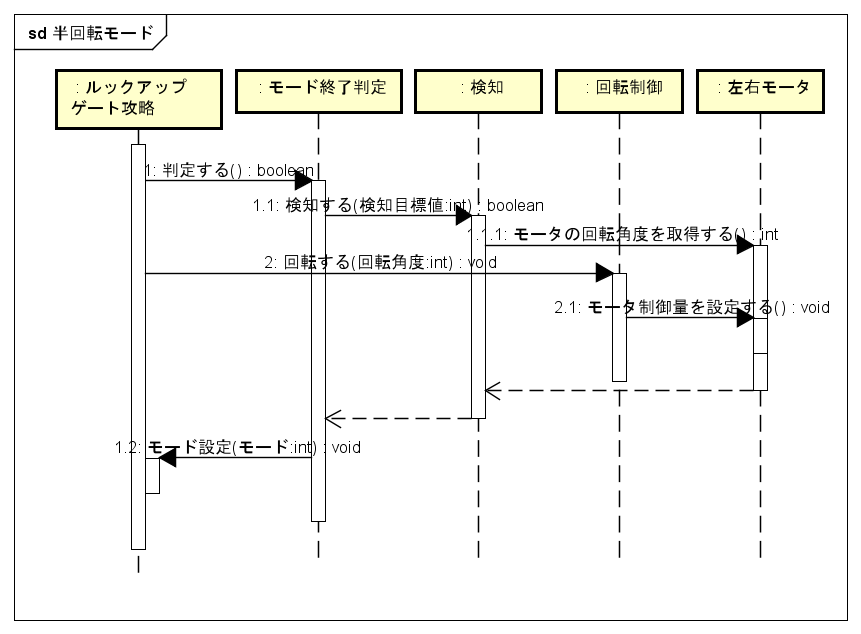 sd 半回転モード
: ルックアップ
ゲート攻略
: モード終了判定
: 検知
: 回転制御
: 左右モータ
1: 判定する() : boolean
1.1: 検知する(検知目標値:int) : boolean
1.1.1: モータの回転角度を取得する() : int
2: 回転する(回転角度:int) : void
2.1: モータ制御量を設定する() : void
1.2: モード設定(モード:int) : void